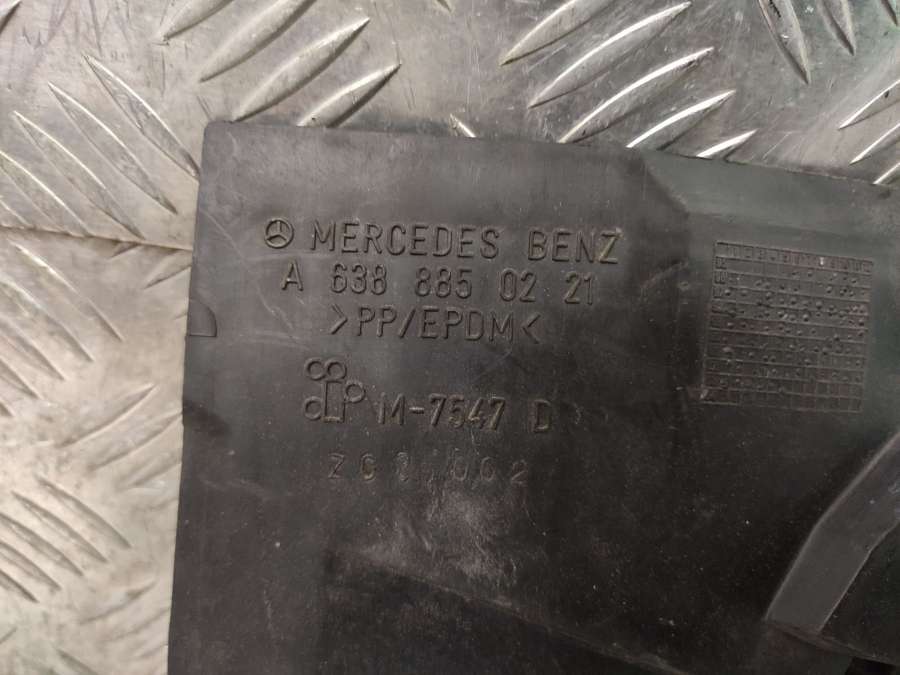 MERCEDES BENZ
A 638 885 02 21
>PP/EPDM<
M-7547 D